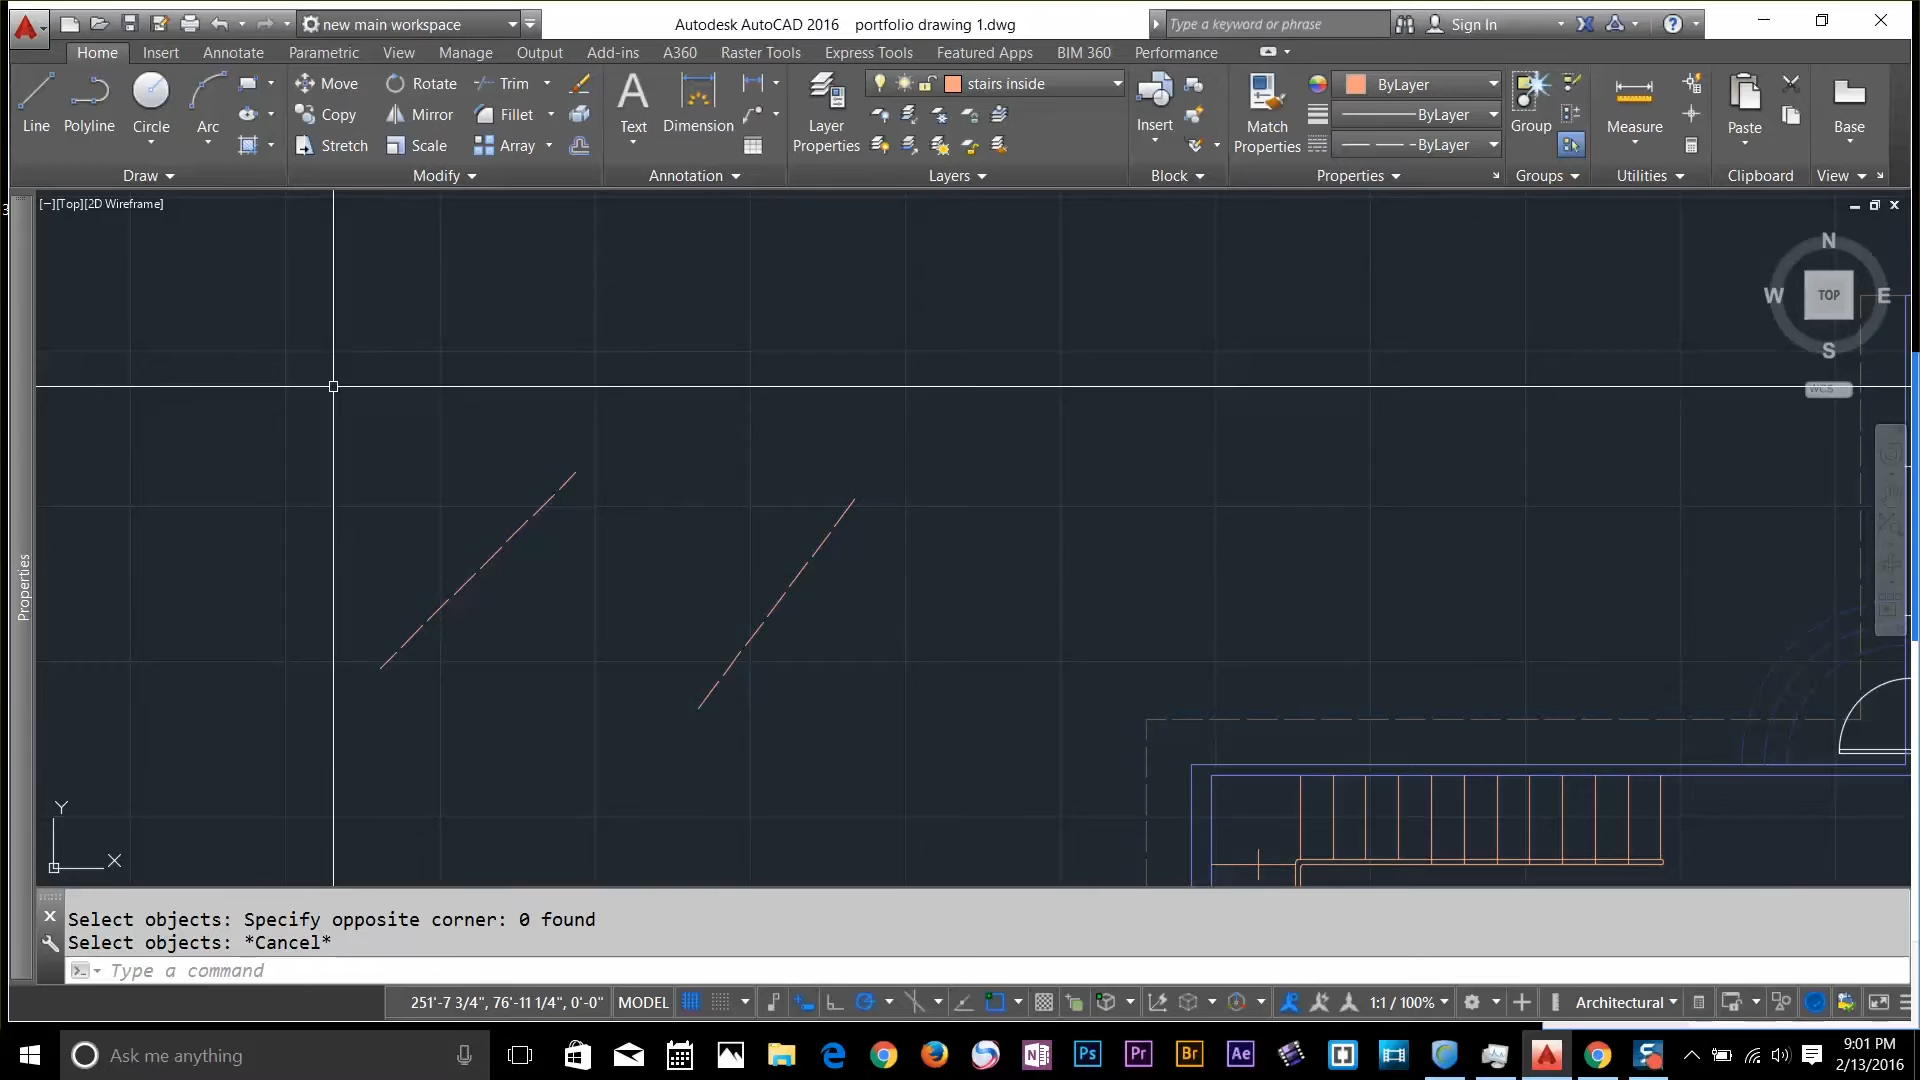 new main workspace
Autodesk AutoCAD 2016 portfolio drawing 1.dwg
Type a keyword or phrase
Sign In
Home Insert Annotate Parametric View Manage Output Add-ins A360 Raster Tools Express Tools Featured Apps BIM 360 Performance
Line
Polyline
Circle
Arc
Move
Rotate
Trim
Copy
Mirror
Fillet
Stretch
Scale
Array
Text
Dimension
Layer
Properties
stairs inside
Insert
Match
Properties
ByLayer
ByLayer
ByLayer
Group
Measure
Paste
Base
Draw
Modify
Annotation
Layers
Block
Properties
Groups
Utilities
Clipboard
View
3
[−][Top][2D Wireframe]
N
W
TOP
E
S
WCS
Properties
Y
X
Select objects: Specify opposite corner: 0 found
Select objects: *Cancel*
Type a command
251'-7 3/4", 76'-11 1/4", 0'-0"
MODEL
1:1 / 100%
Architectural
Ask me anything
N
Ps
Pr
Br
Ae
9:01 PM
2/13/2016